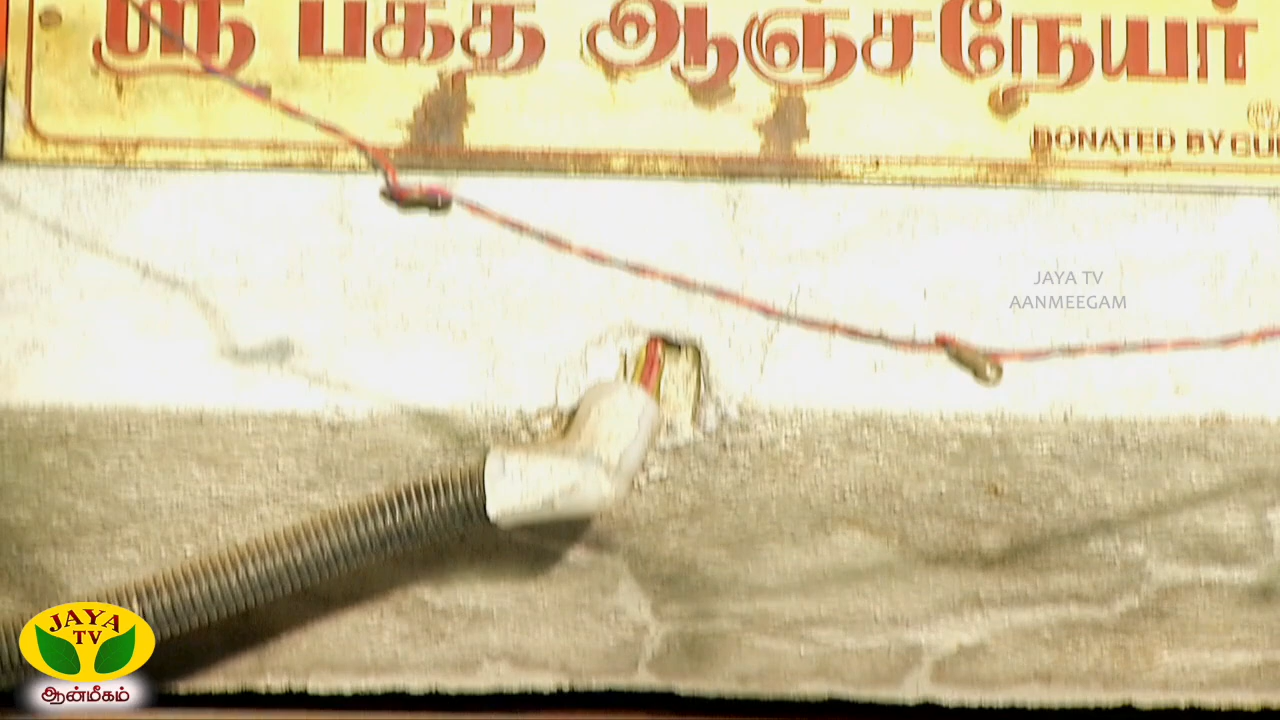 ஸ்ரீ பக்த ஆஞ்சநேயர்
DONATED BY
JAYA TV
AANMEEGAM
JAYA
TV
ஆன்மீகம்